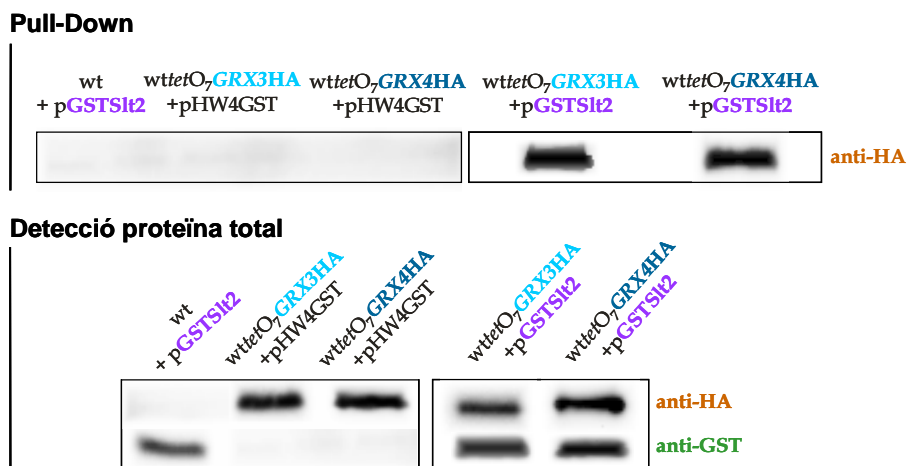 Pull-Down
wt
+ pGSTSlt2
wttetO7GRX3HA
+pHW4GST
wttetO7GRX4HA
+pHW4GST
wttetO7GRX3HA
+pGSTSlt2
wttetO7GRX4HA
+pGSTSlt2
anti-HA
Detecció proteïna total
wt
+ pGSTSlt2
wttetO7GRX3HA
+pHW4GST
wttetO7GRX4HA
+pHW4GST
wttetO7GRX3HA
+pGSTSlt2
wttetO7GRX4HA
+pGSTSlt2
anti-HA
anti-GST